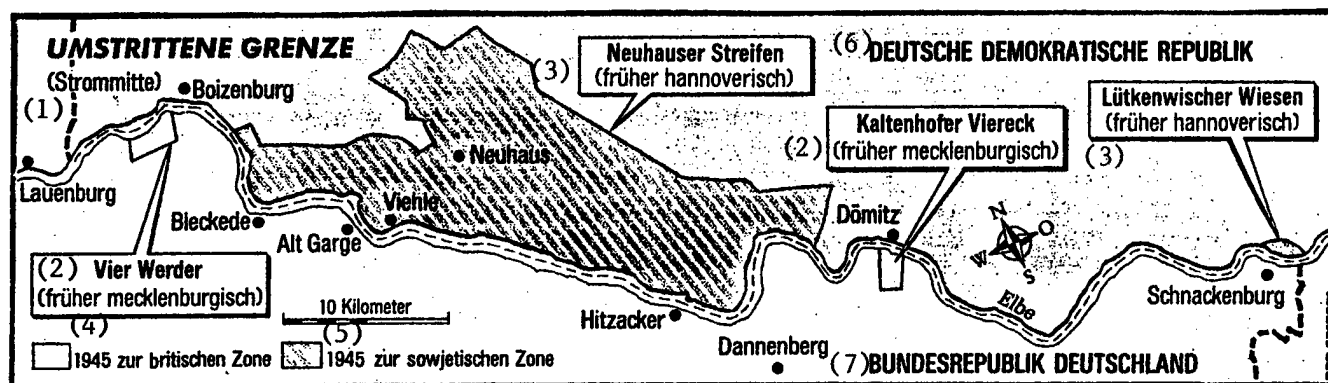 UMSTRITTENE GRENZE
(Strommitte)
(1)
Boizenburg
Lauenburg
(3)
Neuhauser Streifen
(früher hannoverisch)
(6) DEUTSCHE DEMOKRATISCHE REPUBLIK
Lütkenwischer Wiesen
(früher hannoverisch)
(3)
(2)
Kaltenhofer Viereck
(früher mecklenburgisch)
Neuhaus
Viehle
Bleckede
Alt Garge
Dömitz
N
O
W
S
Elbe
Schnackenburg
(2) Vier Werder
(früher mecklenburgisch)
(4)
10 Kilometer
(5)
Hitzacker
Dannenberg
1945 zur britischen Zone
1945 zur sowjetischen Zone
(7) BUNDESREPUBLIK DEUTSCHLAND